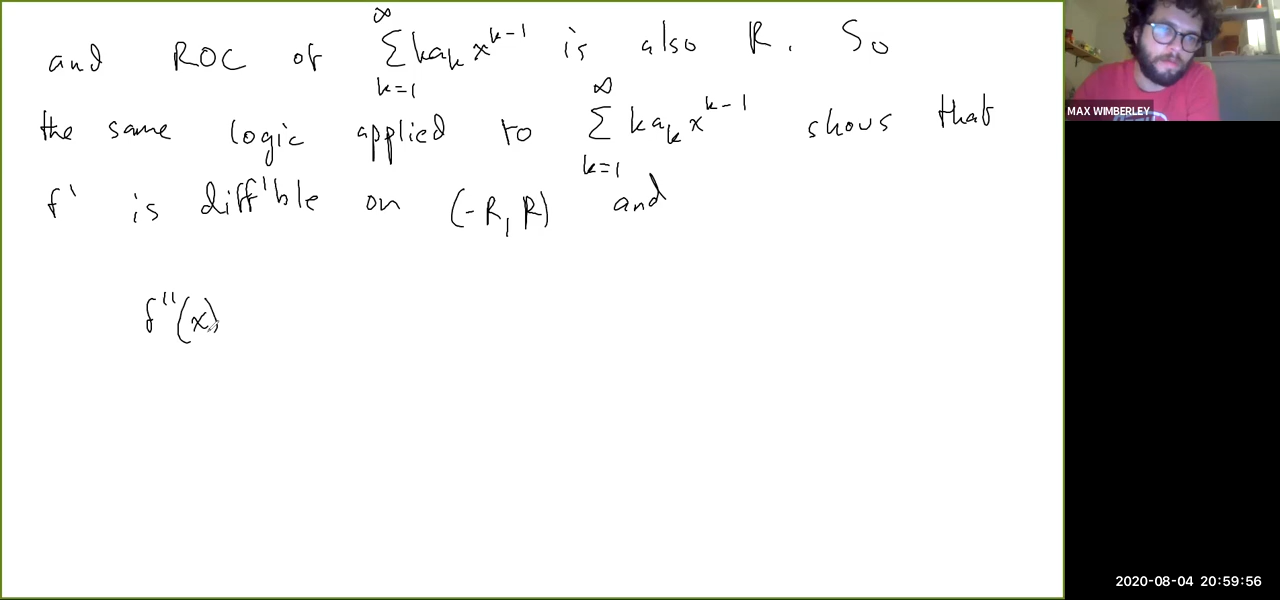 and ROC of ∞∑k=1 ka_k x^{k-1} is also R. So
the same logic applied to ∞∑k=1 ka_k x^{k-1} shows that
f' is diff'ble on (-R, R) and
f''(x)
MAX WIMBERLEY
2020-08-04 20:59:56